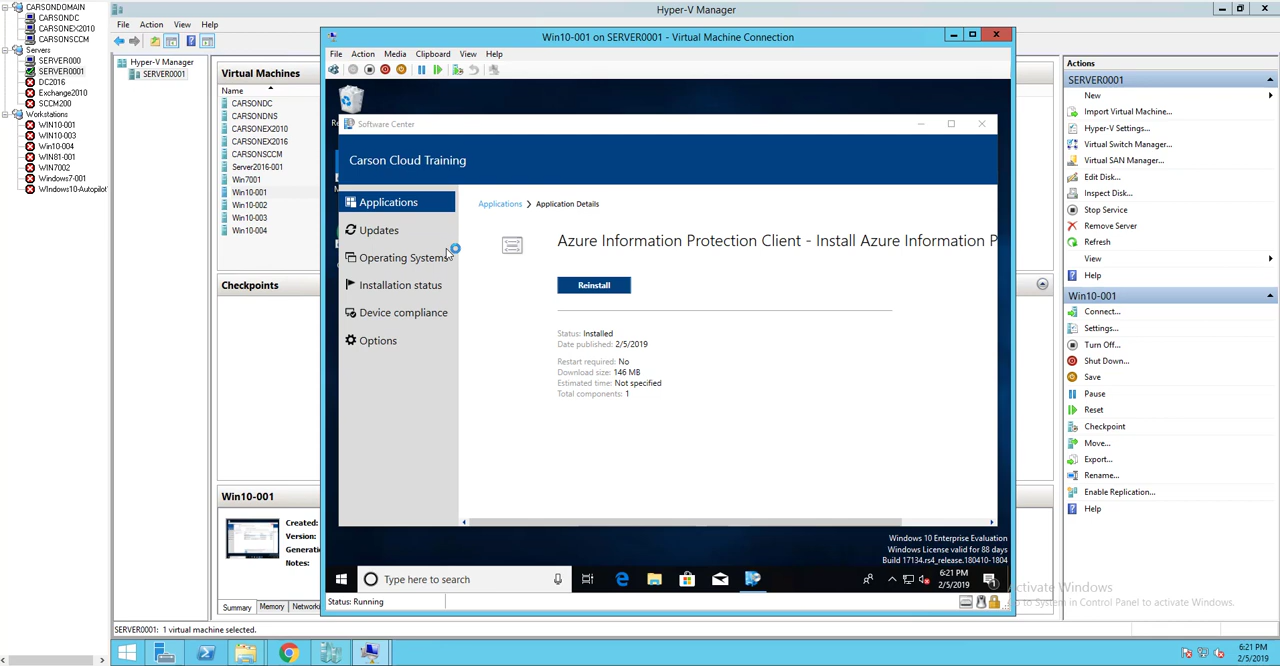 CARSONDOMAIN
CARSONDC
CARSONEX2010
CARSONSCCM
Servers
SERVER000
SERVER0001
DC2016
Exchange2010
SCCM200
Workstations
WIN10-001
WIN10-003
Win10-004
WIN81-001
WIN7002
Windows7-001
Windows10-Autopilot
Hyper-V Manager
File Action View Help
Hyper-V Manager
SERVER0001
Virtual Machines
Name
CARSONDC
CARSONDNS
CARSONEX2010
CARSONEX2016
CARSONSCCM
Server2016-001
Win7001
Win10-001
Win10-002
Win10-003
Win10-004
Checkpoints
Win10-001
Created:
Version:
Generati
Notes:
Summary Memory Networki
SERVER0001: 1 virtual machine selected.
Win10-001 on SERVER0001 - Virtual Machine Connection
File Action Media Clipboard View Help
Software Center
Carson Cloud Training
Applications
Updates
Operating Systems
Installation status
Device compliance
Options
Applications > Application Details
Azure Information Protection Client - Install Azure Information P
Reinstall
Status: Installed
Date published: 2/5/2019
Restart required: No
Download size: 146 MB
Estimated time: Not specified
Total components: 1
Windows 10 Enterprise Evaluation
Windows License valid for 88 days
Build 17134.rs4_release.180410-1804
Type here to search
6:21 PM
2/5/2019
Status: Running
Actions
SERVER0001
New
Import Virtual Machine...
Hyper-V Settings...
Virtual Switch Manager...
Virtual SAN Manager...
Edit Disk...
Inspect Disk...
Stop Service
Remove Server
Refresh
View
Help
Win10-001
Connect...
Settings...
Turn Off...
Shut Down...
Save
Pause
Reset
Checkpoint
Move...
Export...
Rename...
Enable Replication...
Help
Activate Windows
Go to System in Control Panel to activate Windows.
6:21 PM
2/5/2019